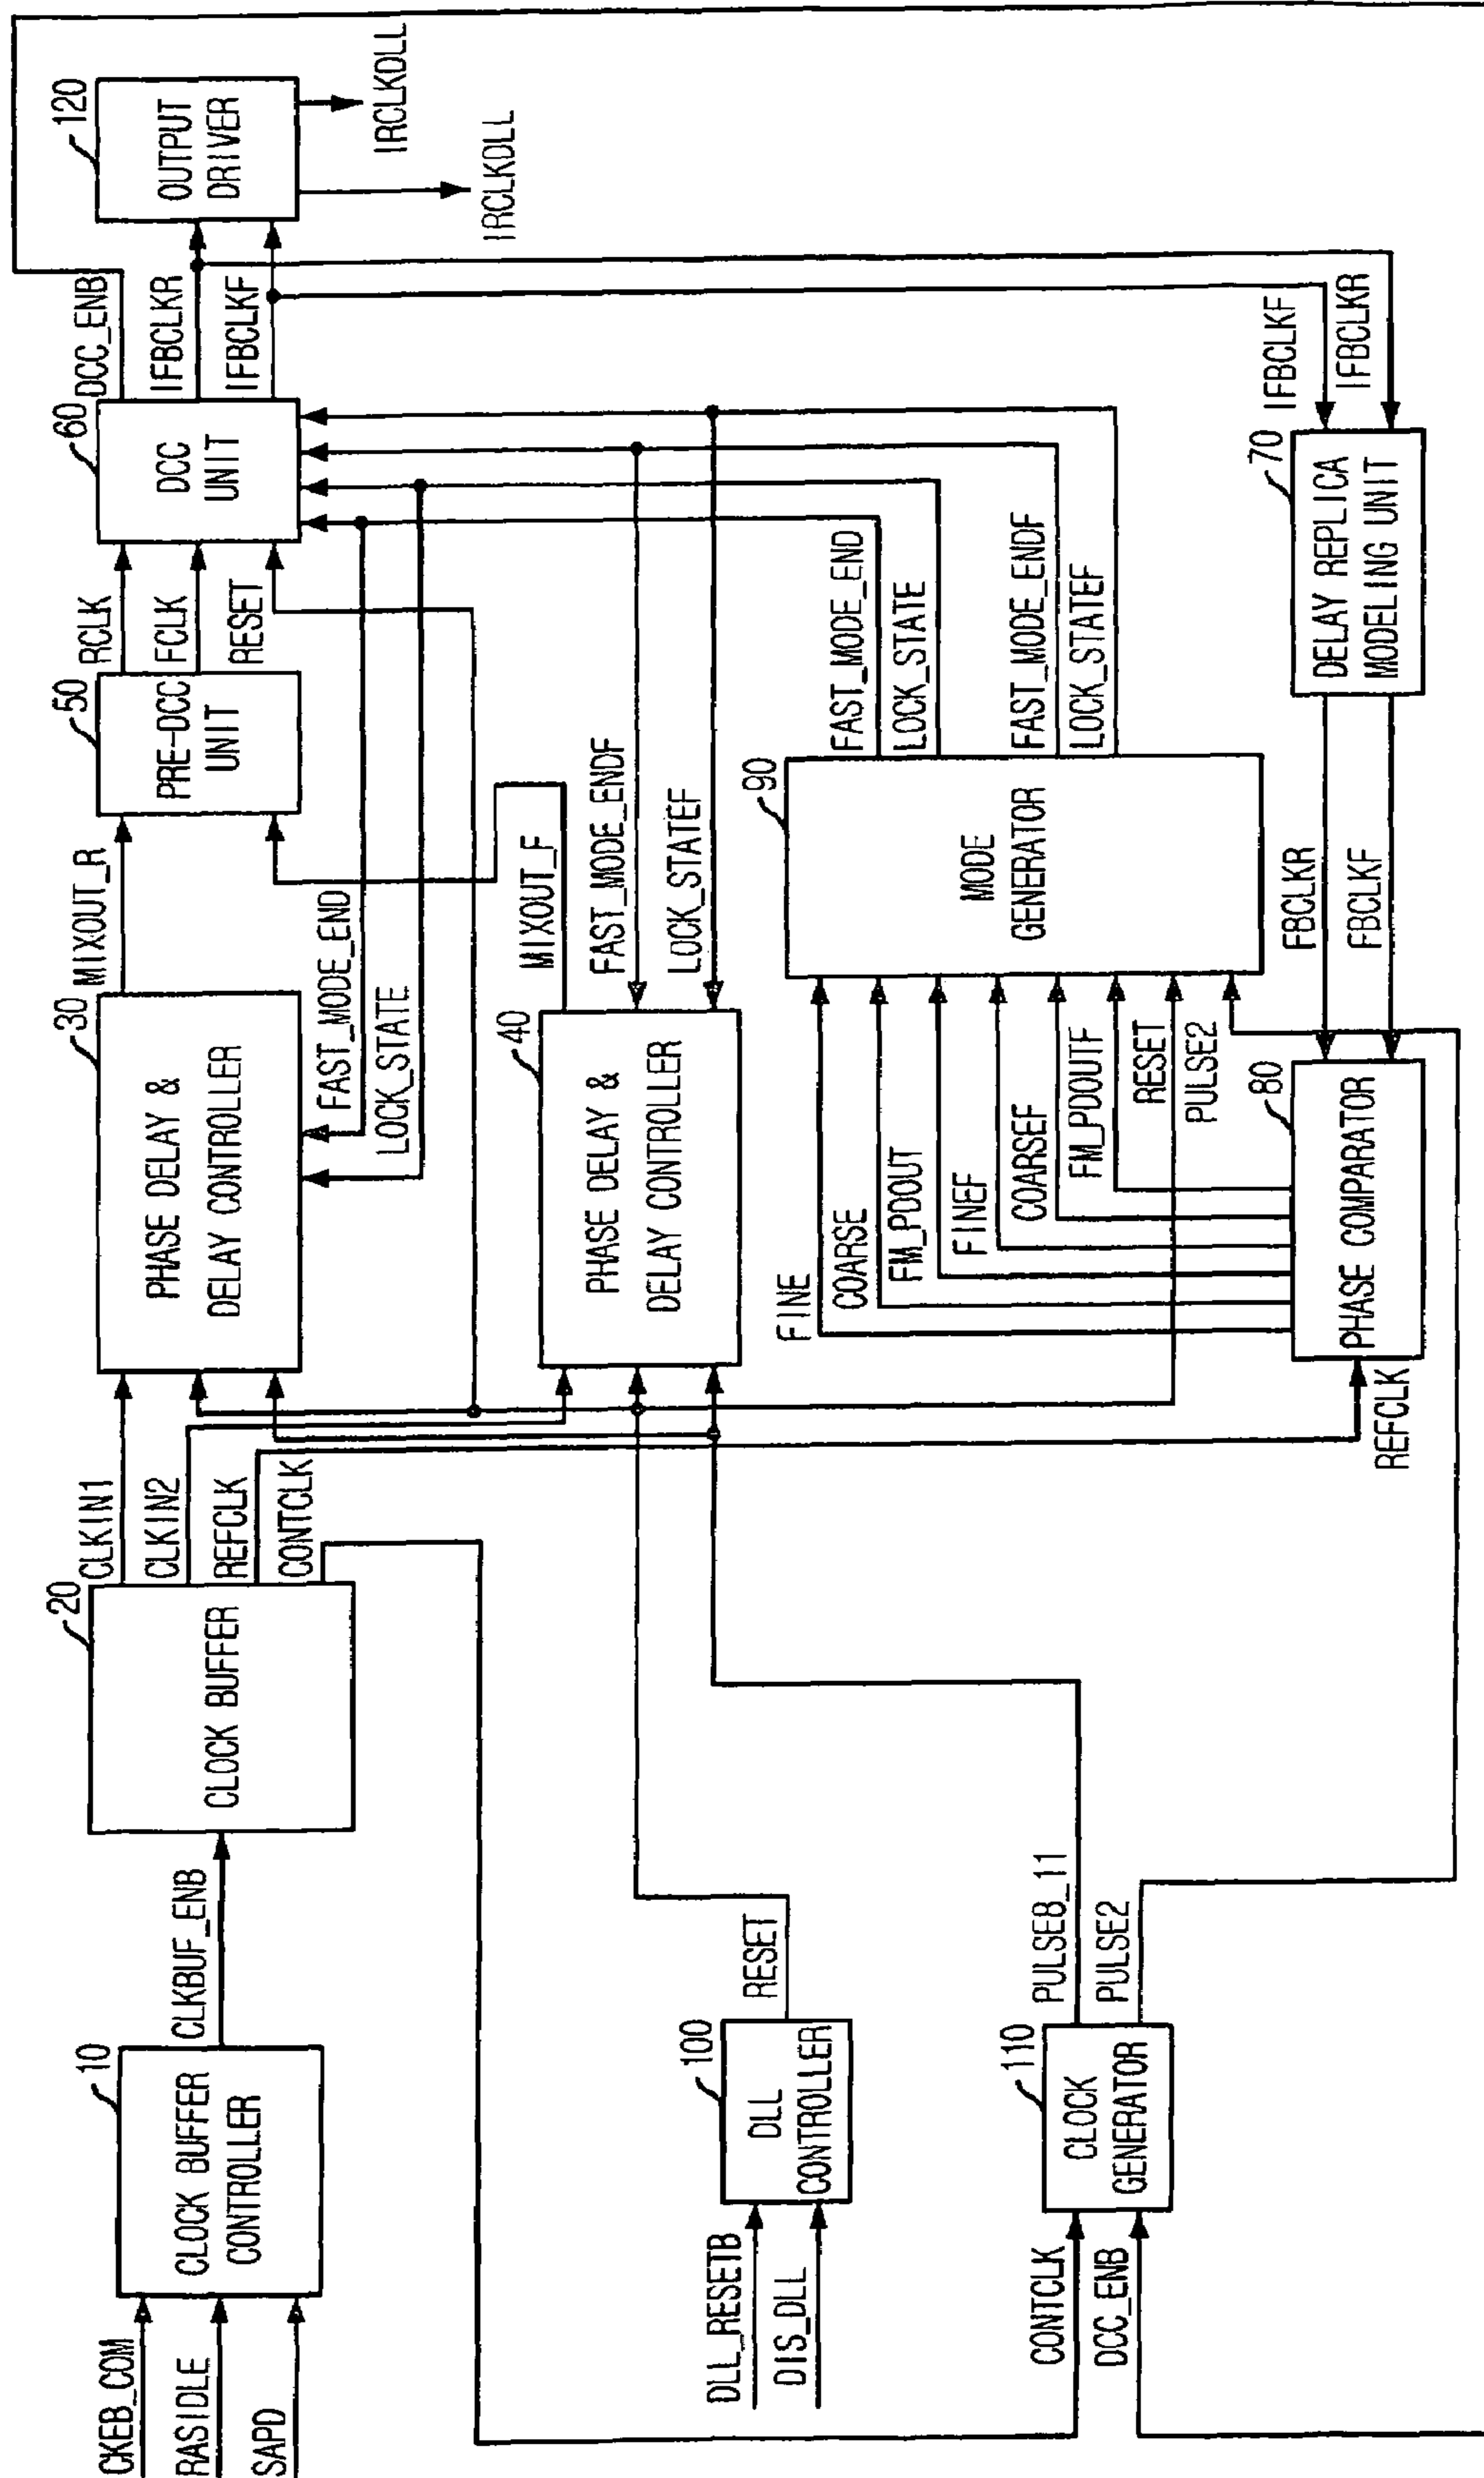 CKEB_COM
RASIDLE
SAPD
10
CLOCK BUFFER
CONTROLLER
CLKBUF_ENB
20
CLOCK BUFFER
CLKIN1
CLKIN2
REFCLK
CONTCLK
30
PHASE DELAY &
DELAY CONTROLLER
MIXOUT_R
FAST_MODE_END
LOCK_STATE
50
PRE-DCC
UNIT
RCLK
FCLK
RESET
60
DCC
UNIT
DCC_ENB
IFBCLKR
IFBCLKF
120
OUTPUT
DRIVER
IRCLKDLL
IRCLKDLL
40
PHASE DELAY &
DELAY CONTROLLER
MIXOUT_F
FAST_MODE_ENDF
LOCK_STATEF
DLL_RESETB
DIS_DLL
100
DLL
CONTROLLER
RESET
FINE
COARSE
FM_PDOUT
FINEF
COARSEF
FM_PDOUTF
RESET
PULSE2
90
MODE
GENERATOR
FAST_MODE_END
LOCK_STATE
FAST_MODE_ENDF
LOCK_STATEF
CONTCLK
DCC_ENB
110
CLOCK
GENERATOR
PULSEB_11
PULSE2
REFCLK
80
PHASE COMPARATOR
FBCLKR
FBCLKF
70
DELAY REPLICA
MODELING UNIT
IFBCLKF
IFBCLKR